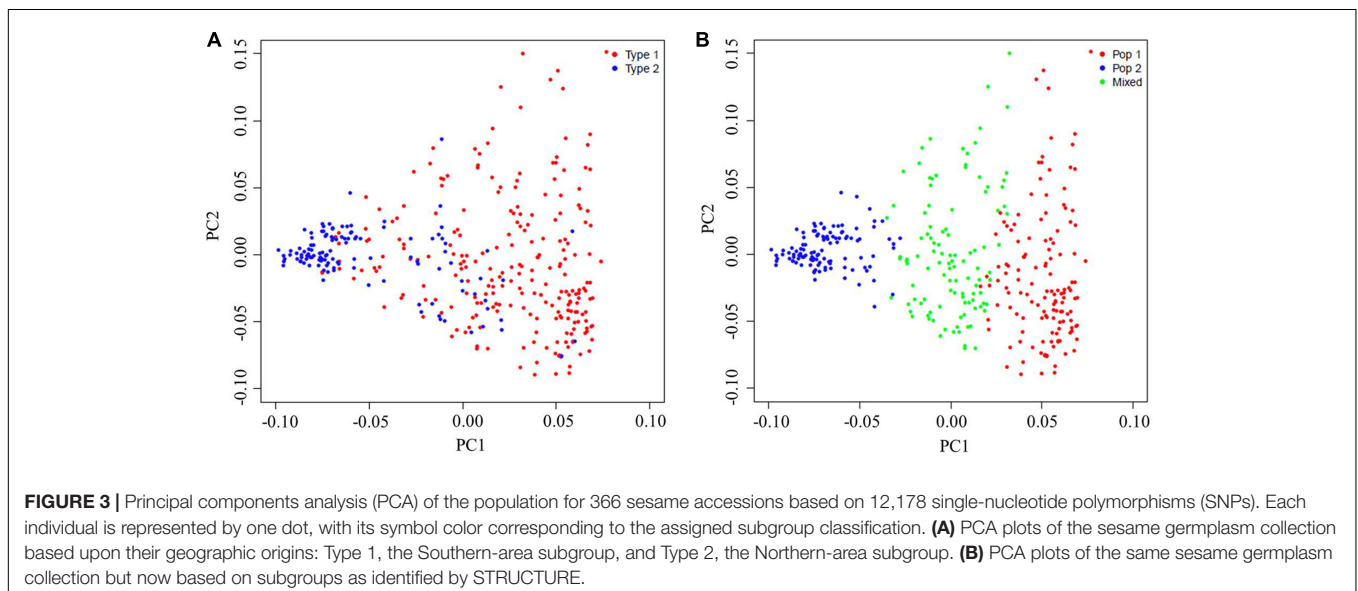 A
0.15
0.10
0.05
0.00
-0.05
-0.10
PC2
-0.10
-0.05
0.00
0.05
0.10
PC1
Type 1
Type 2
B
0.15
0.10
0.05
0.00
-0.05
-0.10
PC2
-0.10
-0.05
0.00
0.05
0.10
PC1
Pop 1
Pop 2
Mixed
FIGURE 3 | Principal components analysis (PCA) of the population for 366 sesame accessions based on 12,178 single-nucleotide polymorphisms (SNPs). Each
individual is represented by one dot, with its symbol color corresponding to the assigned subgroup classification. (A) PCA plots of the sesame germplasm collection
based upon their geographic origins: Type 1, the Southern-area subgroup, and Type 2, the Northern-area subgroup. (B) PCA plots of the same sesame germplasm
collection but now based on subgroups as identified by STRUCTURE.